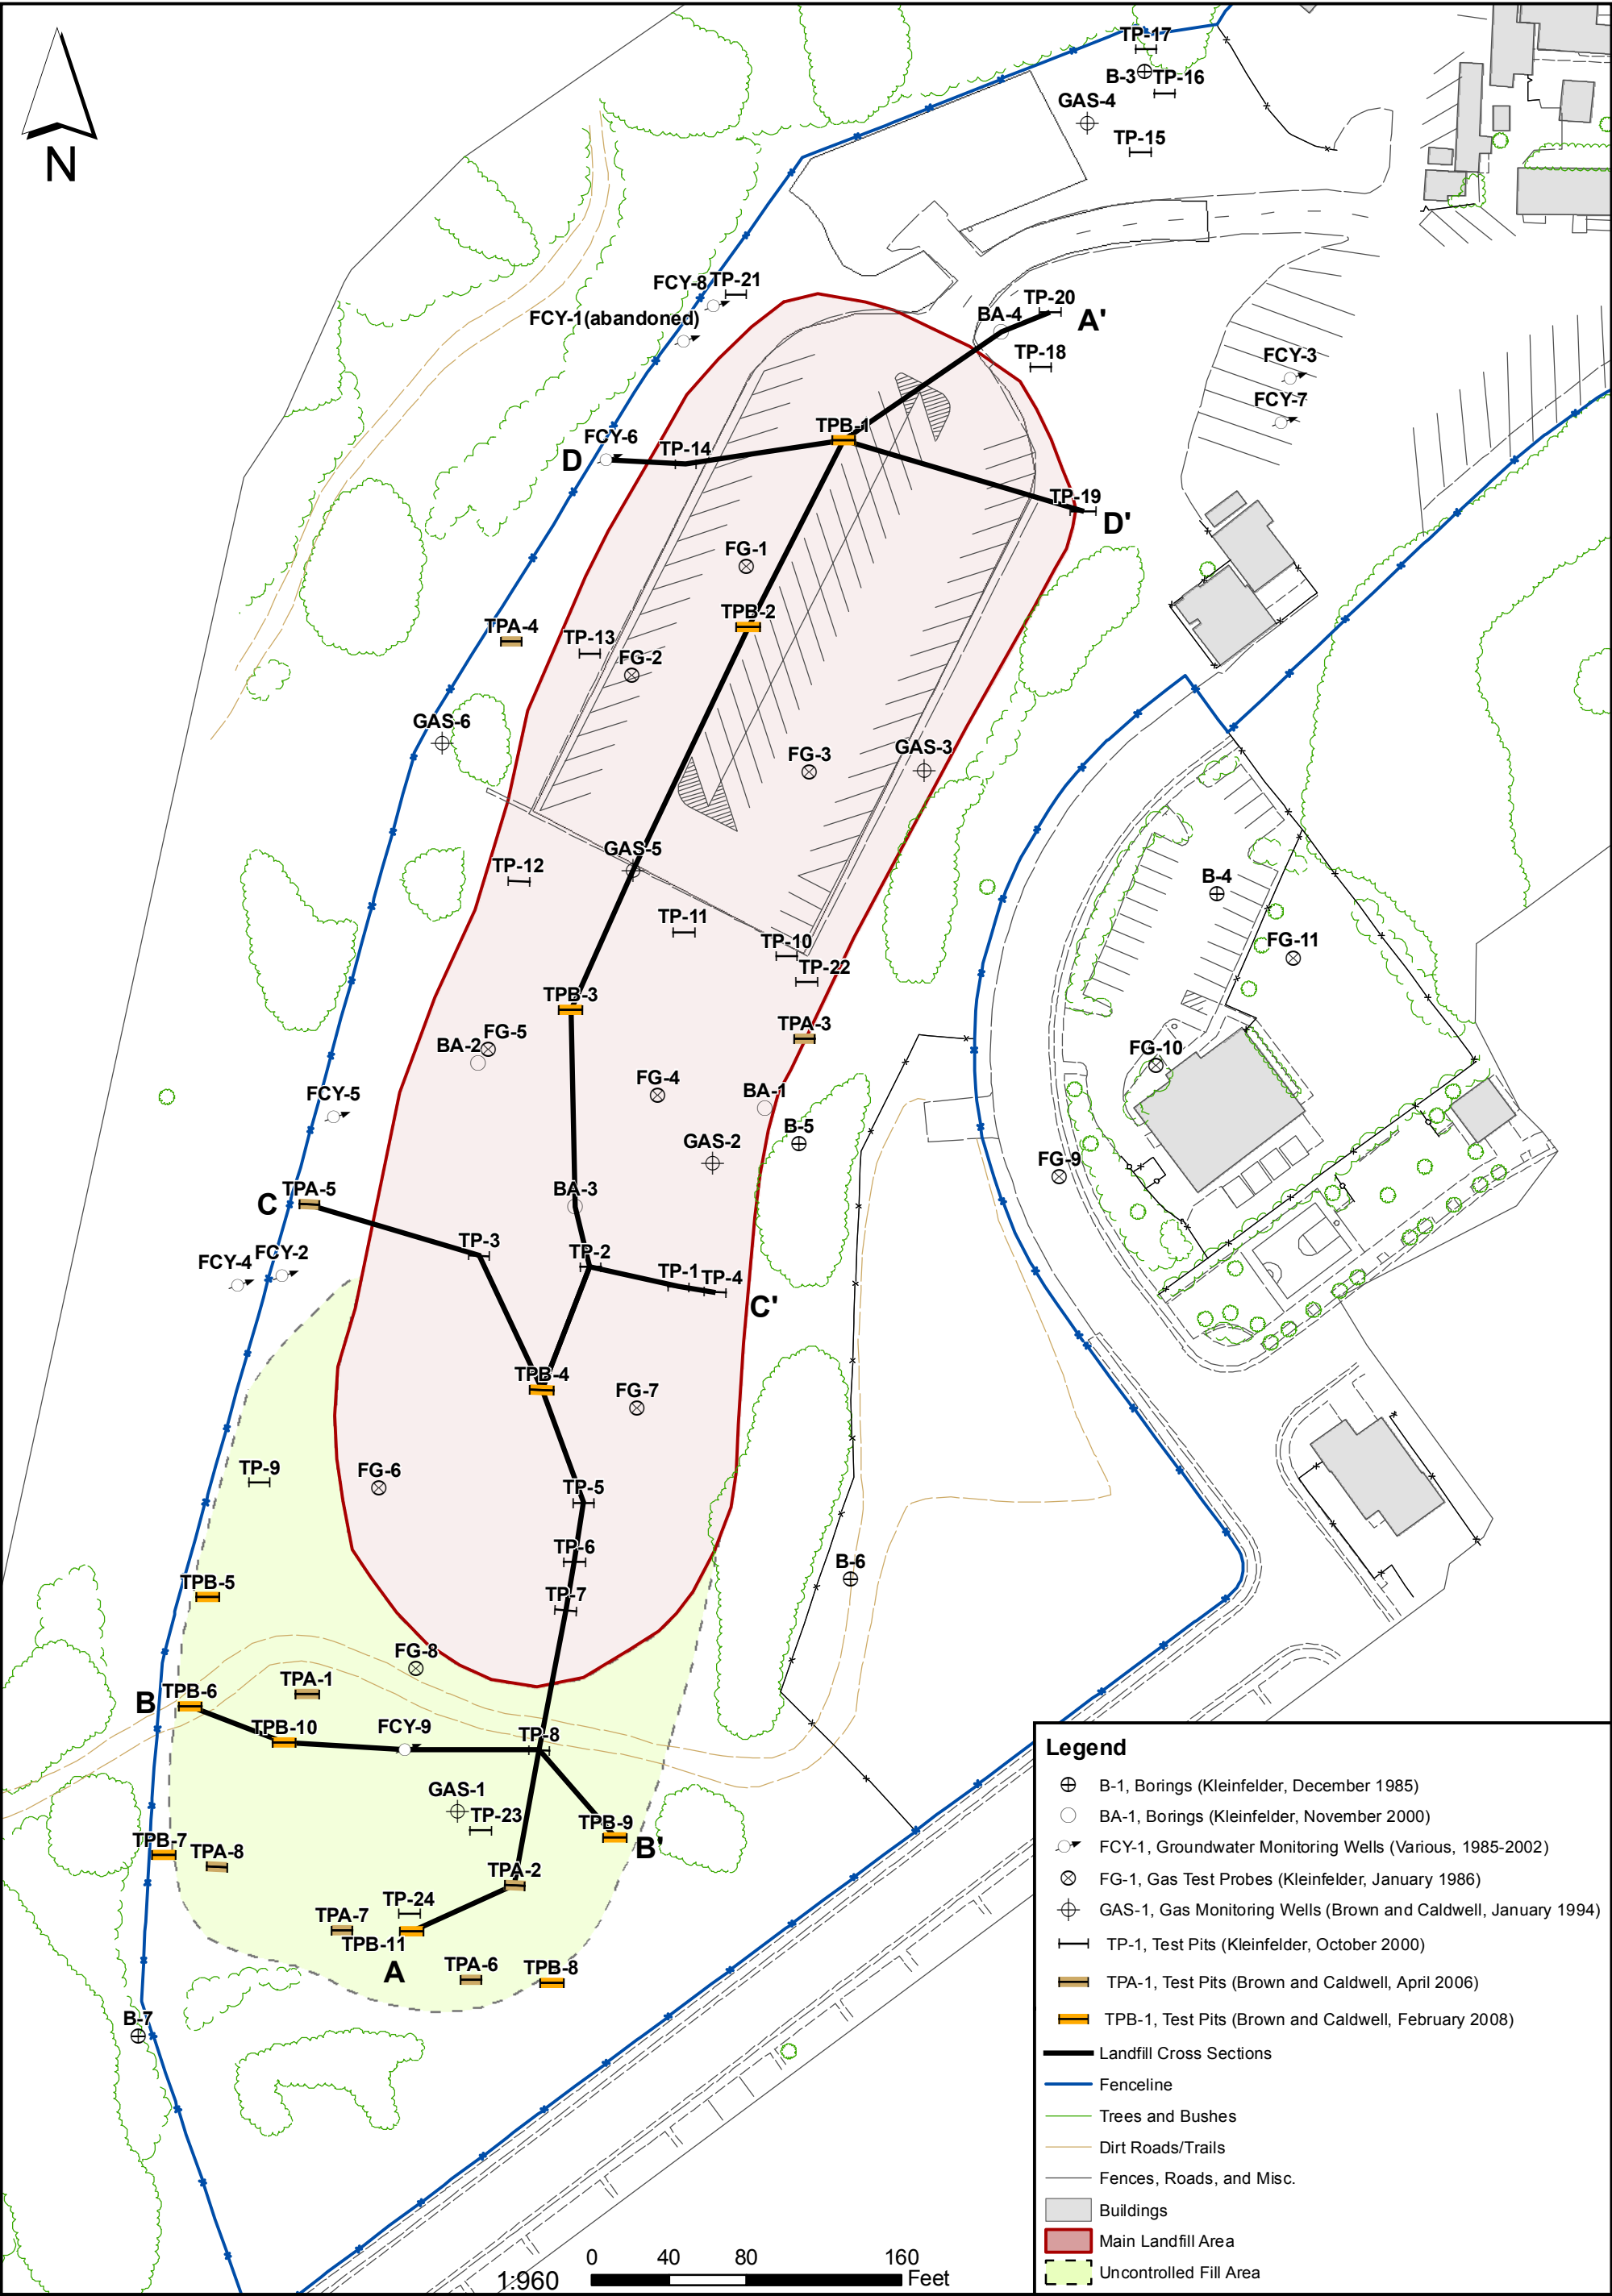 TP-17
B-3
TP-16
GAS-4
TP-15
N
FCY-8
TP-21
TP-20
BA-4
A'
FCY-1(abandoned)
TP-18
FCY-3
FCY-7
TPB-1
FCY-6
TP-14
D
TP-19
D'
FG-1
TPB-2
TPA-4
TP-13
FG-2
GAS-6
FG-3
GAS-3
GAS-5
TP-12
B-4
TP-11
TP-10
FG-11
TP-22
TPB-3
TPA-3
FG-5
BA-2
FG-10
FG-4
BA-1
FCY-5
B-5
GAS-2
FG-9
TPA-5
BA-3
C
TP-3
TP-2
FCY-2
FCY-4
TP-1
TP-4
C'
TPB-4
FG-7
TP-9
FG-6
TP-5
TP-6
B-6
TPB-5
TP-7
FG-8
TPA-1
TPB-6
B
TPB-10
FCY-9
TP-8
GAS-1
TP-23
TPB-9
B'
TPB-7
TPA-8
TPA-2
TP-24
TPA-7
TPB-11
A
TPA-6
TPB-8
B-7
Legend
B-1, Borings (Kleinfelder, December 1985)
BA-1, Borings (Kleinfelder, November 2000)
FCY-1, Groundwater Monitoring Wells (Various, 1985-2002)
FG-1, Gas Test Probes (Kleinfelder, January 1986)
GAS-1, Gas Monitoring Wells (Brown and Caldwell, January 1994)
TP-1, Test Pits (Kleinfelder, October 2000)
TPA-1, Test Pits (Brown and Caldwell, April 2006)
TPB-1, Test Pits (Brown and Caldwell, February 2008)
Landfill Cross Sections
Fenceline
Trees and Bushes
Dirt Roads/Trails
Fences, Roads, and Misc.
Buildings
Main Landfill Area
Uncontrolled Fill Area
0 40 80 160
1:960 Feet